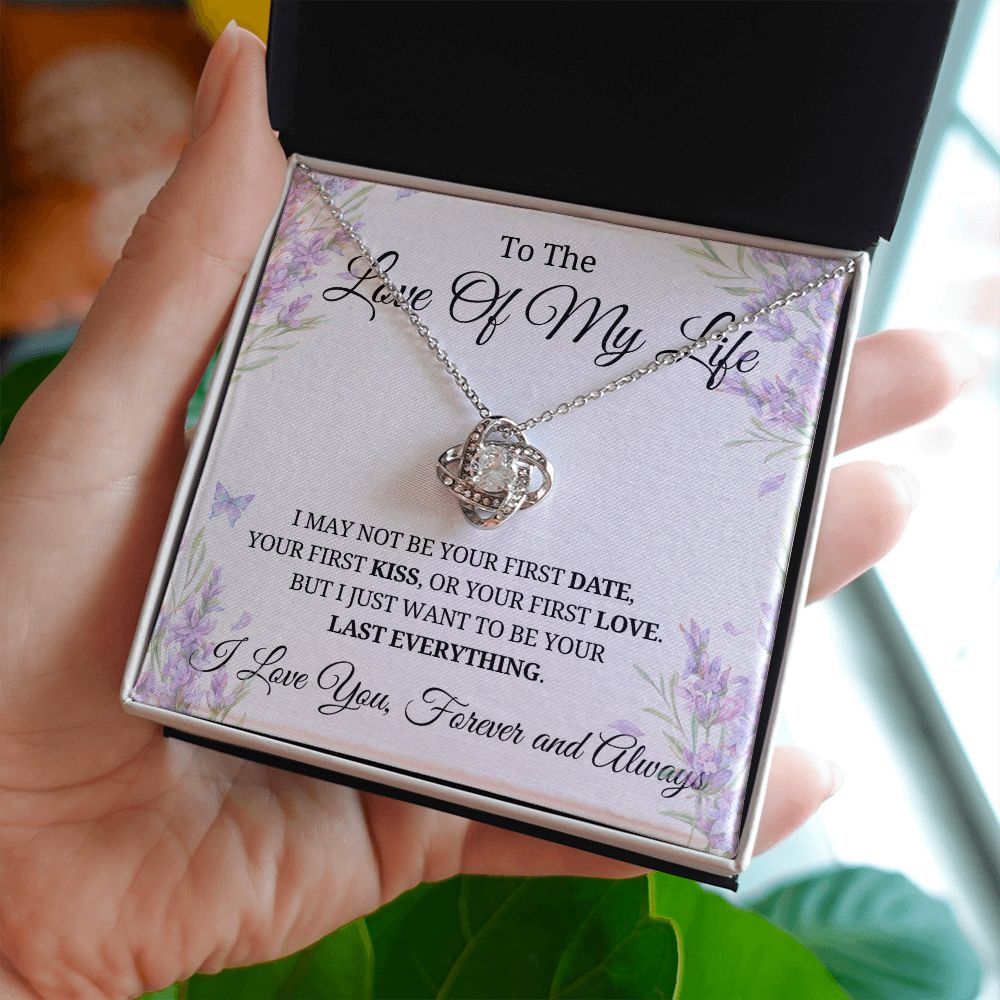 To The
Love Of My Life
I MAY NOT BE YOUR FIRST DATE,
YOUR FIRST KISS, OR YOUR FIRST LOVE.
BUT I JUST WANT TO BE YOUR
LAST EVERYTHING.
I Love You, Forever and Always